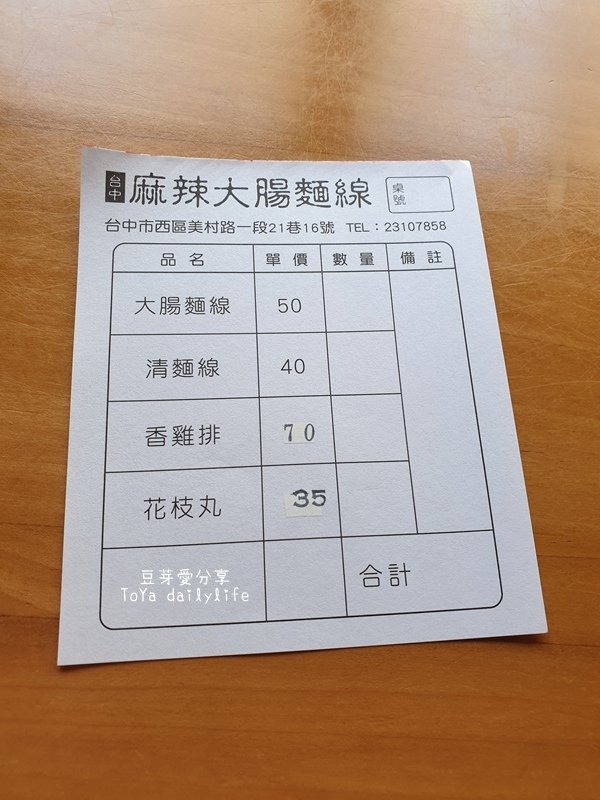 台中 麻辣大腸麵線 桌號
台中市西區美村路一段21巷16號 TEL：23107858
品名 單價 數量 備註
大腸麵線 50
清麵線 40
香雞排 70
花枝丸 35
合計
豆芽愛分享
ToYa dailylife